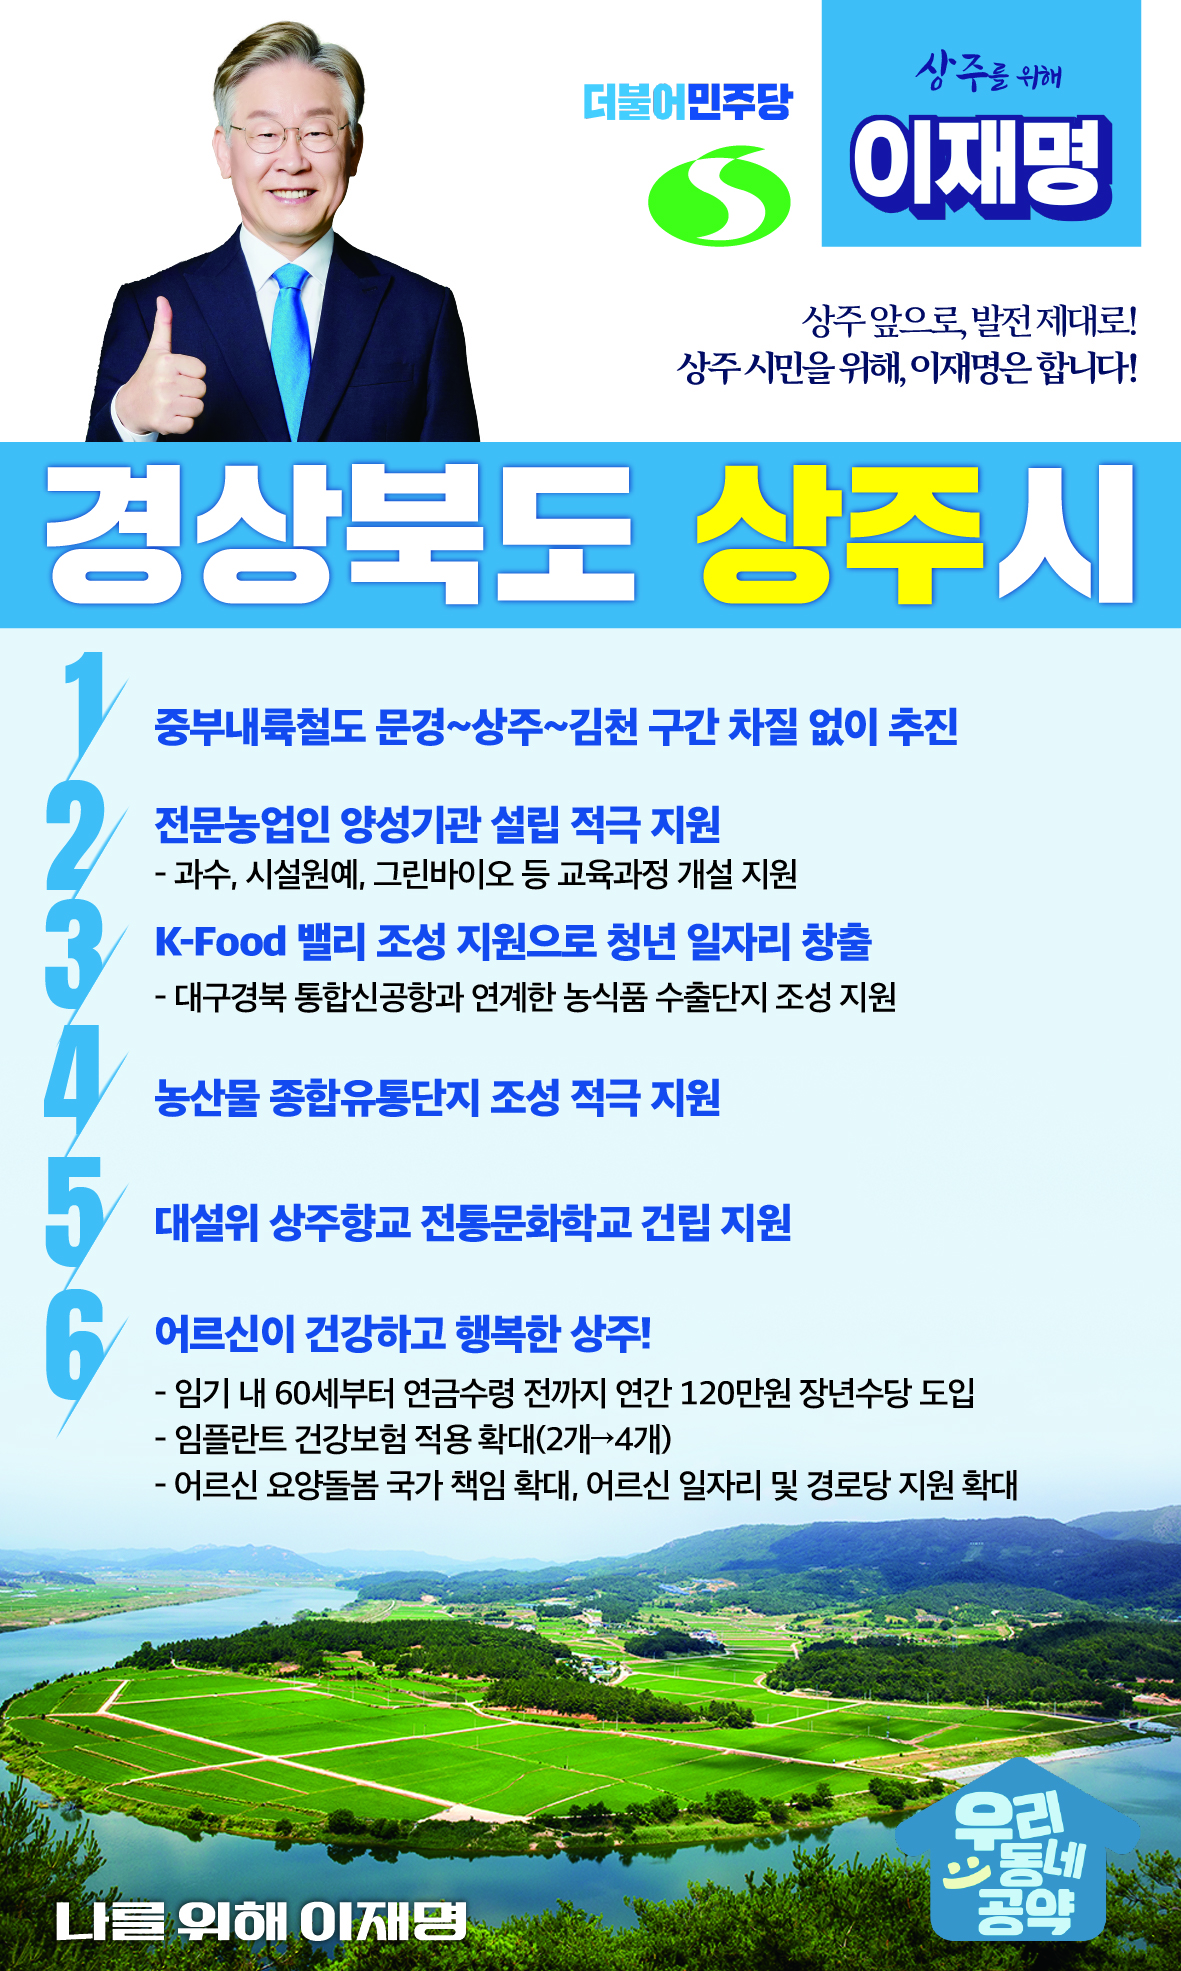 더불어민주당
상주를 위해
이재명
상주 앞으로, 발전 제대로!
상주 시민을 위해, 이재명은 합니다!
경상북도 상주시
1
중부내륙철도 문경~상주~김천 구간 차질 없이 추진
2
전문농업인 양성기관 설립 적극 지원
- 과수, 시설원예, 그린바이오 등 교육과정 개설 지원
3
K-Food 밸리 조성 지원으로 청년 일자리 창출
- 대구경북 통합신공항과 연계한 농식품 수출단지 조성 지원
4
농산물 종합유통단지 조성 적극 지원
5
대설위 상주향교 전통문화학교 건립 지원
6
어르신이 건강하고 행복한 상주!
- 임기 내 60세부터 연금수령 전까지 연간 120만원 장년수당 도입
- 임플란트 건강보험 적용 확대(2개→4개)
- 어르신 요양돌봄 국가 책임 확대, 어르신 일자리 및 경로당 지원 확대
나를 위해 이재명
우리
동네
공약